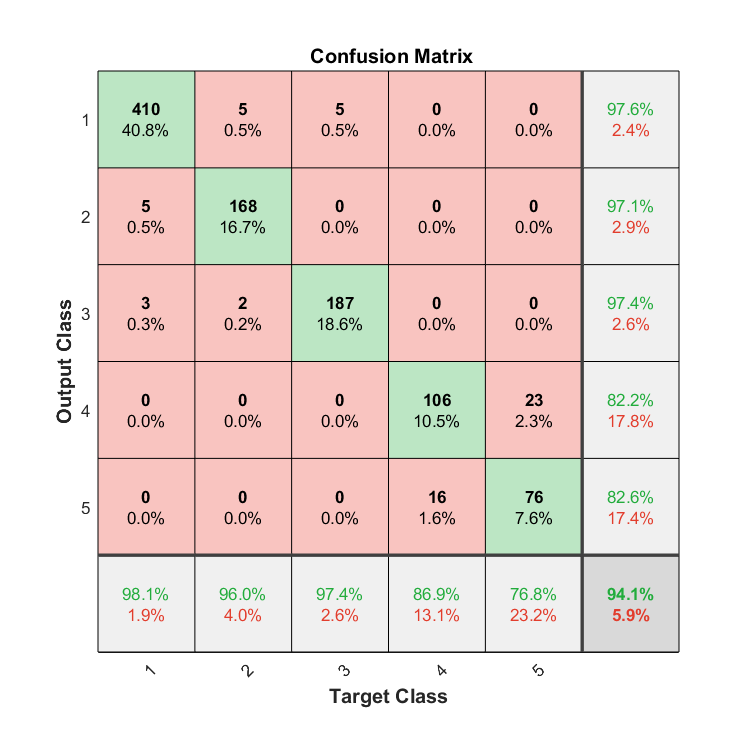 Confusion Matrix
410 5 5 0 0 97.6%
40.8% 0.5% 0.5% 0.0% 0.0% 2.4%
1
5 168 0 0 0 97.1%
0.5% 16.7% 0.0% 0.0% 0.0% 2.9%
2
3 2 187 0 0 97.4%
0.3% 0.2% 18.6% 0.0% 0.0% 2.6%
3
0 0 0 106 23 82.2%
0.0% 0.0% 0.0% 10.5% 2.3% 17.8%
4
0 0 0 16 76 82.6%
0.0% 0.0% 0.0% 1.6% 7.6% 17.4%
5
98.1% 96.0% 97.4% 86.9% 76.8% 94.1%
1.9% 4.0% 2.6% 13.1% 23.2% 5.9%
1 2 3 4 5
Target Class
Output Class